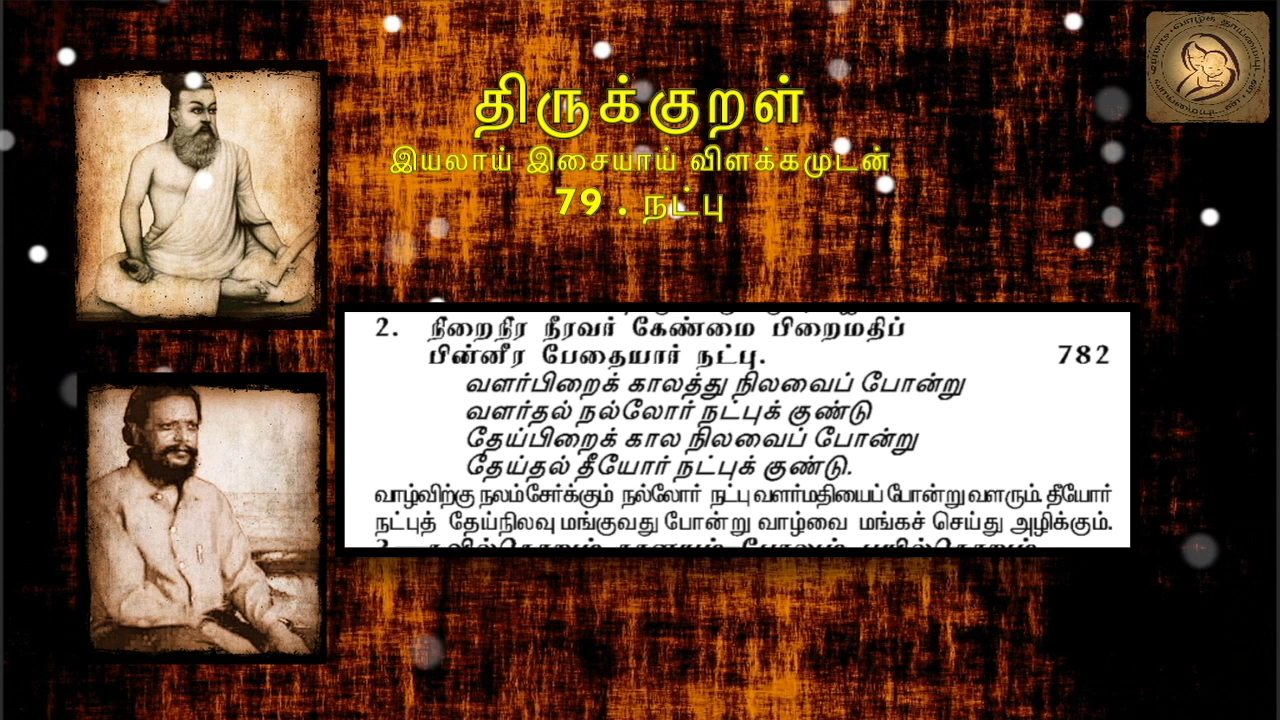 திருக்குறள்
இயலாய் இசையாய் விளக்கமுடன்
79 . நட்பு
2. நிறைநீர நீரவர் கேண்மை பிறைமதிப்
பின்னீர பேதையார் நட்பு. 782
வளர்பிறைக் காலத்து நிலவைப் போன்று
வளர்தல் நல்லோர் நட்புக் குண்டு
தேய்பிறைக் கால நிலவைப் போன்று
தேய்தல் தீயோர் நட்புக் குண்டு.
வாழ்விற்கு நலம்சேர்க்கும் நல்லோர் நட்பு வளர்மதியைப் போன்று வளரும். தீயோர்
நட்புத் தேய்நிலவு மங்குவது போன்று வாழ்வை மங்கச் செய்து அழிக்கும்.